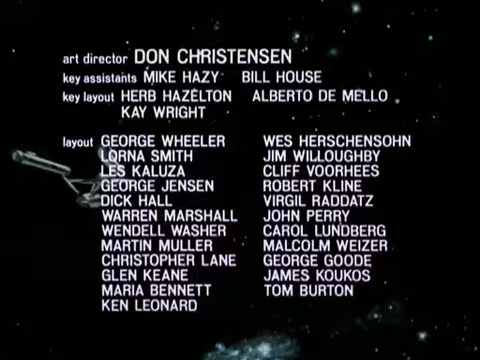 art director DON CHRISTENSEN
key assistants MIKE HAZY BILL HOUSE
key layout HERB HAZELTON ALBERTO DE MELLO
KAY WRIGHT
layout GEORGE WHEELER WES HERSCHENSOHN
LORNA SMITH JIM WILLOUGHBY
LES KALUZA CLIFF VOORHEES
GEORGE JENSEN ROBERT KLINE
DICK HALL VIRGIL RADDATZ
WARREN MARSHALL JOHN PERRY
WENDELL WASHER CAROL LUNDBERG
MARTIN MULLER MALCOLM WEIZER
CHRISTOPHER LANE GEORGE GOODE
GLEN KEANE JAMES KOUKOS
MARIA BENNETT TOM BURTON
KEN LEONARD